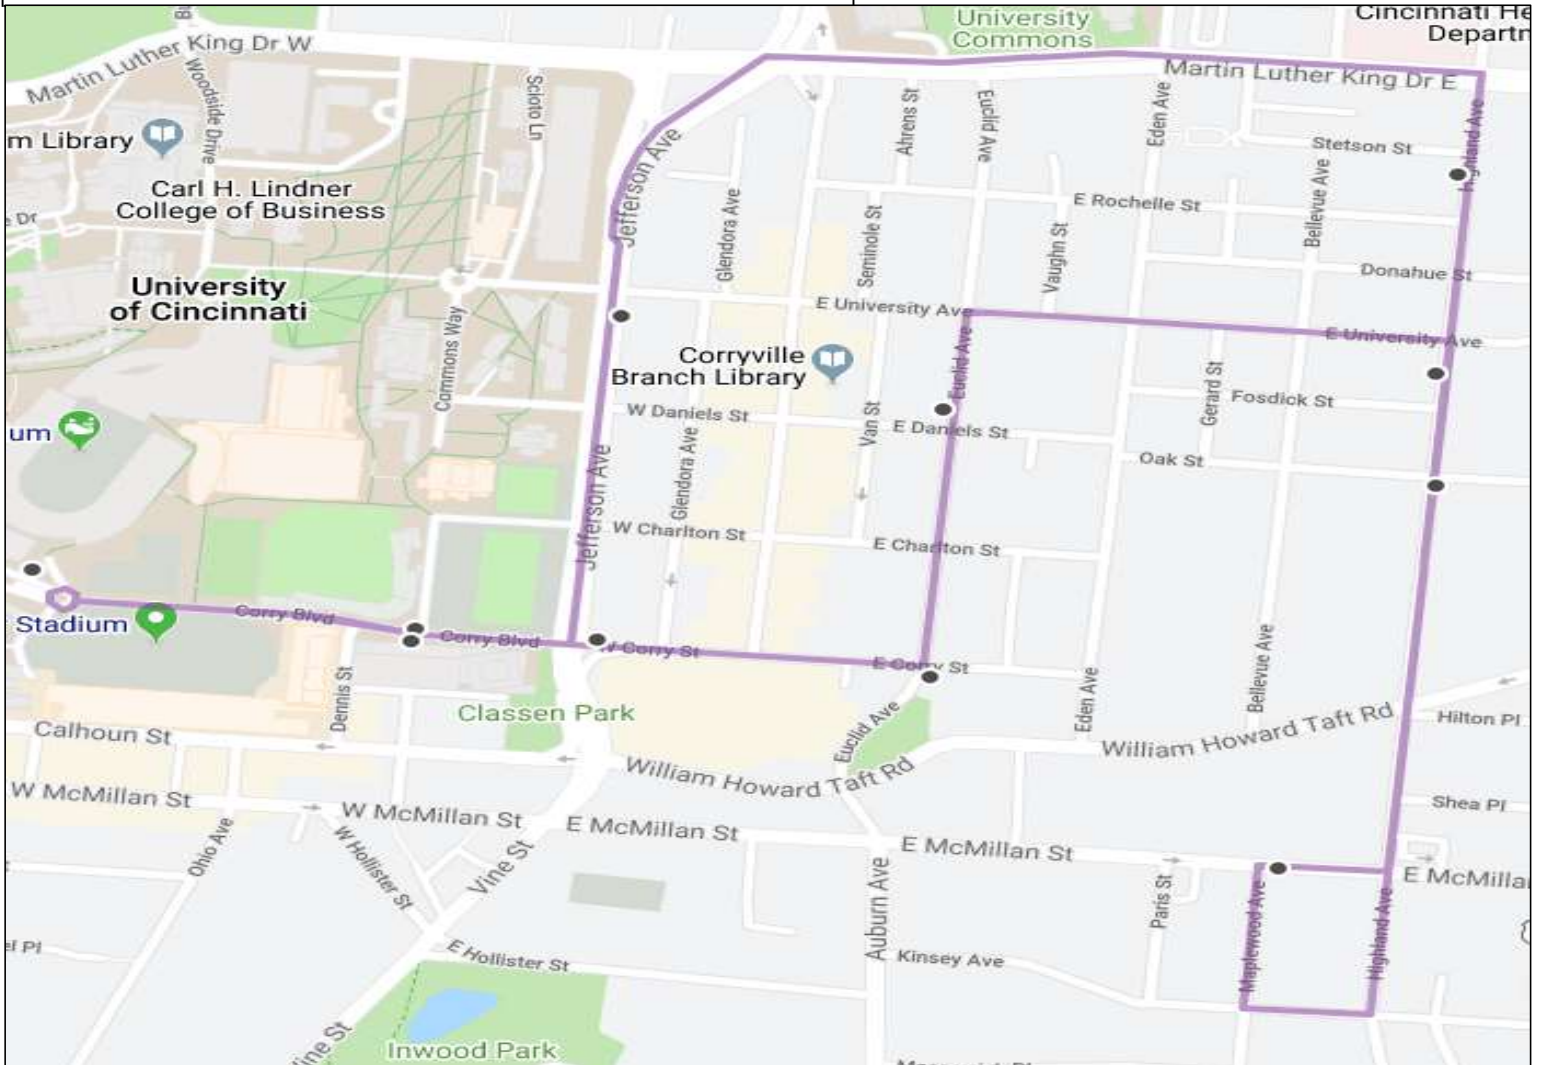 University
Commons
Cincinnati He
Departm
Martin Luther King Dr W
Woodside Drive
Scioto Ln
Martin Luther King Dr E
Ahrens St
Euclid Ave
Eden Ave
Highland Ave
m Library
Stetson St
Jefferson Ave
Carl H. Lindner
College of Business
e Dr
Glendora Ave
Seminole St
Vaughn St
E Rochelle St
Bellevue Ave
Donahue St
University
of Cincinnati
Commons Way
E University Ave
E University Ave
Corryville
Branch Library
Euclid Ave
Gerard St
Fosdick St
um
W Daniels St
Van St
E Daniels St
Oak St
Jefferson Ave
Glendora Ave
W Charlton St
E Charlton St
Stadium
Corry Blvd
Corry Blvd
W Corry St
E Corry St
Dennis St
Eden Ave
Bellevue Ave
Classen Park
Euclid Ave
Calhoun St
William Howard Taft Rd
William Howard Taft Rd
Hilton Pl
W McMillan St
W McMillan St
E McMillan St
E McMillan St
Shea Pl
E McMilla
Ohio Ave
W Hollister St
Vine St
Auburn Ave
Paris St
Maplewood Ave
Highland Ave
el Pl
E Hollister St
Kinsey Ave
Vine St
Inwood Park